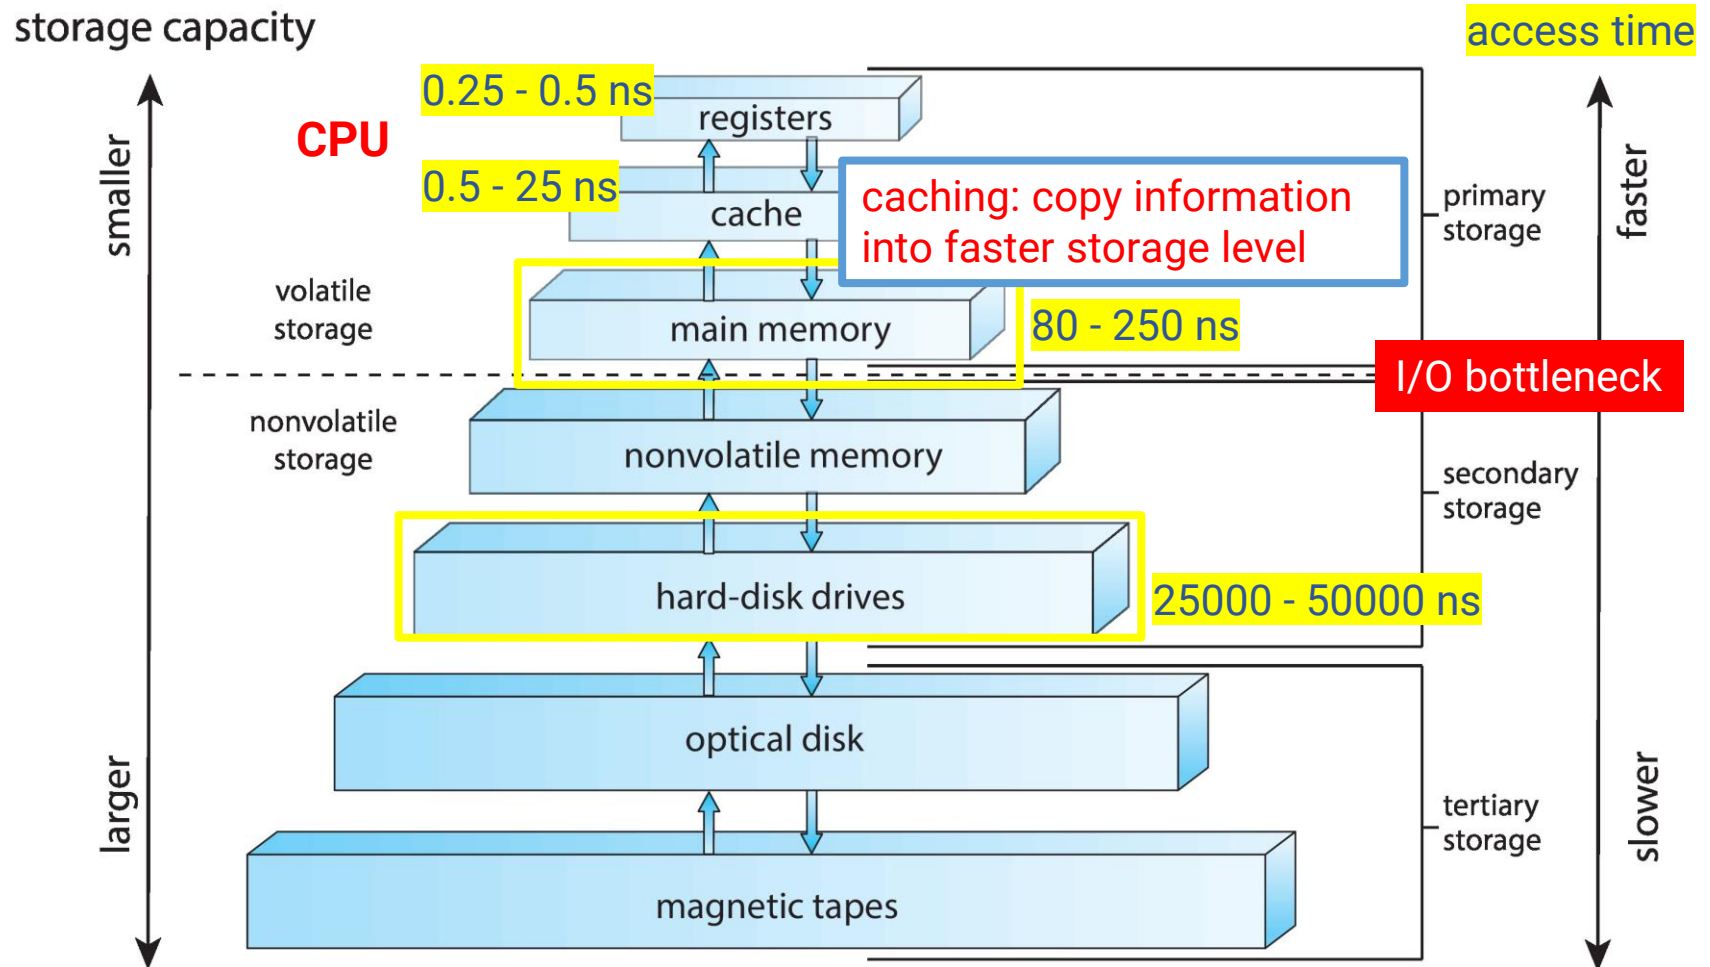 storage capacity
access time
0.25 - 0.5 ns
registers
CPU
smaller
faster
0.5 - 25 ns
cache
caching: copy information
into faster storage level
primary
storage
volatile
storage
main memory
80 - 250 ns
I/O bottleneck
nonvolatile
storage
nonvolatile memory
secondary
storage
hard-disk drives
25000 - 50000 ns
optical disk
larger
slower
tertiary
storage
magnetic tapes